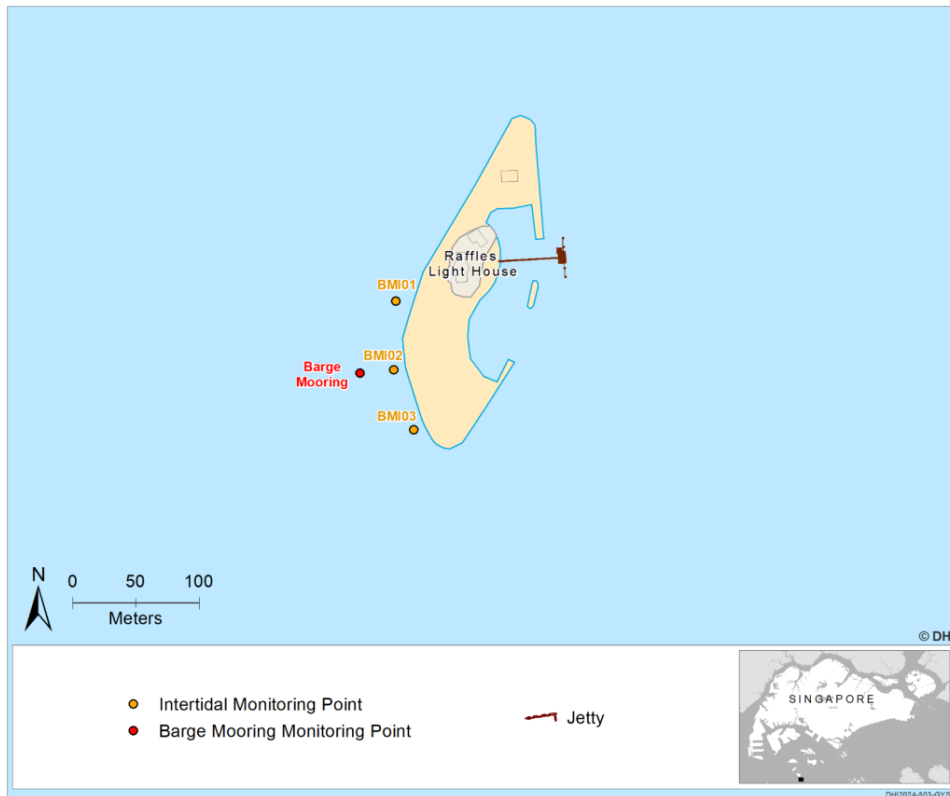 Raffles
Light House
BMI01
BMI02
Barge
Mooring
BMI03
N
0 50 100
Meters
© DH
Intertidal Monitoring Point
Barge Mooring Monitoring Point
Jetty
SINGAPORE